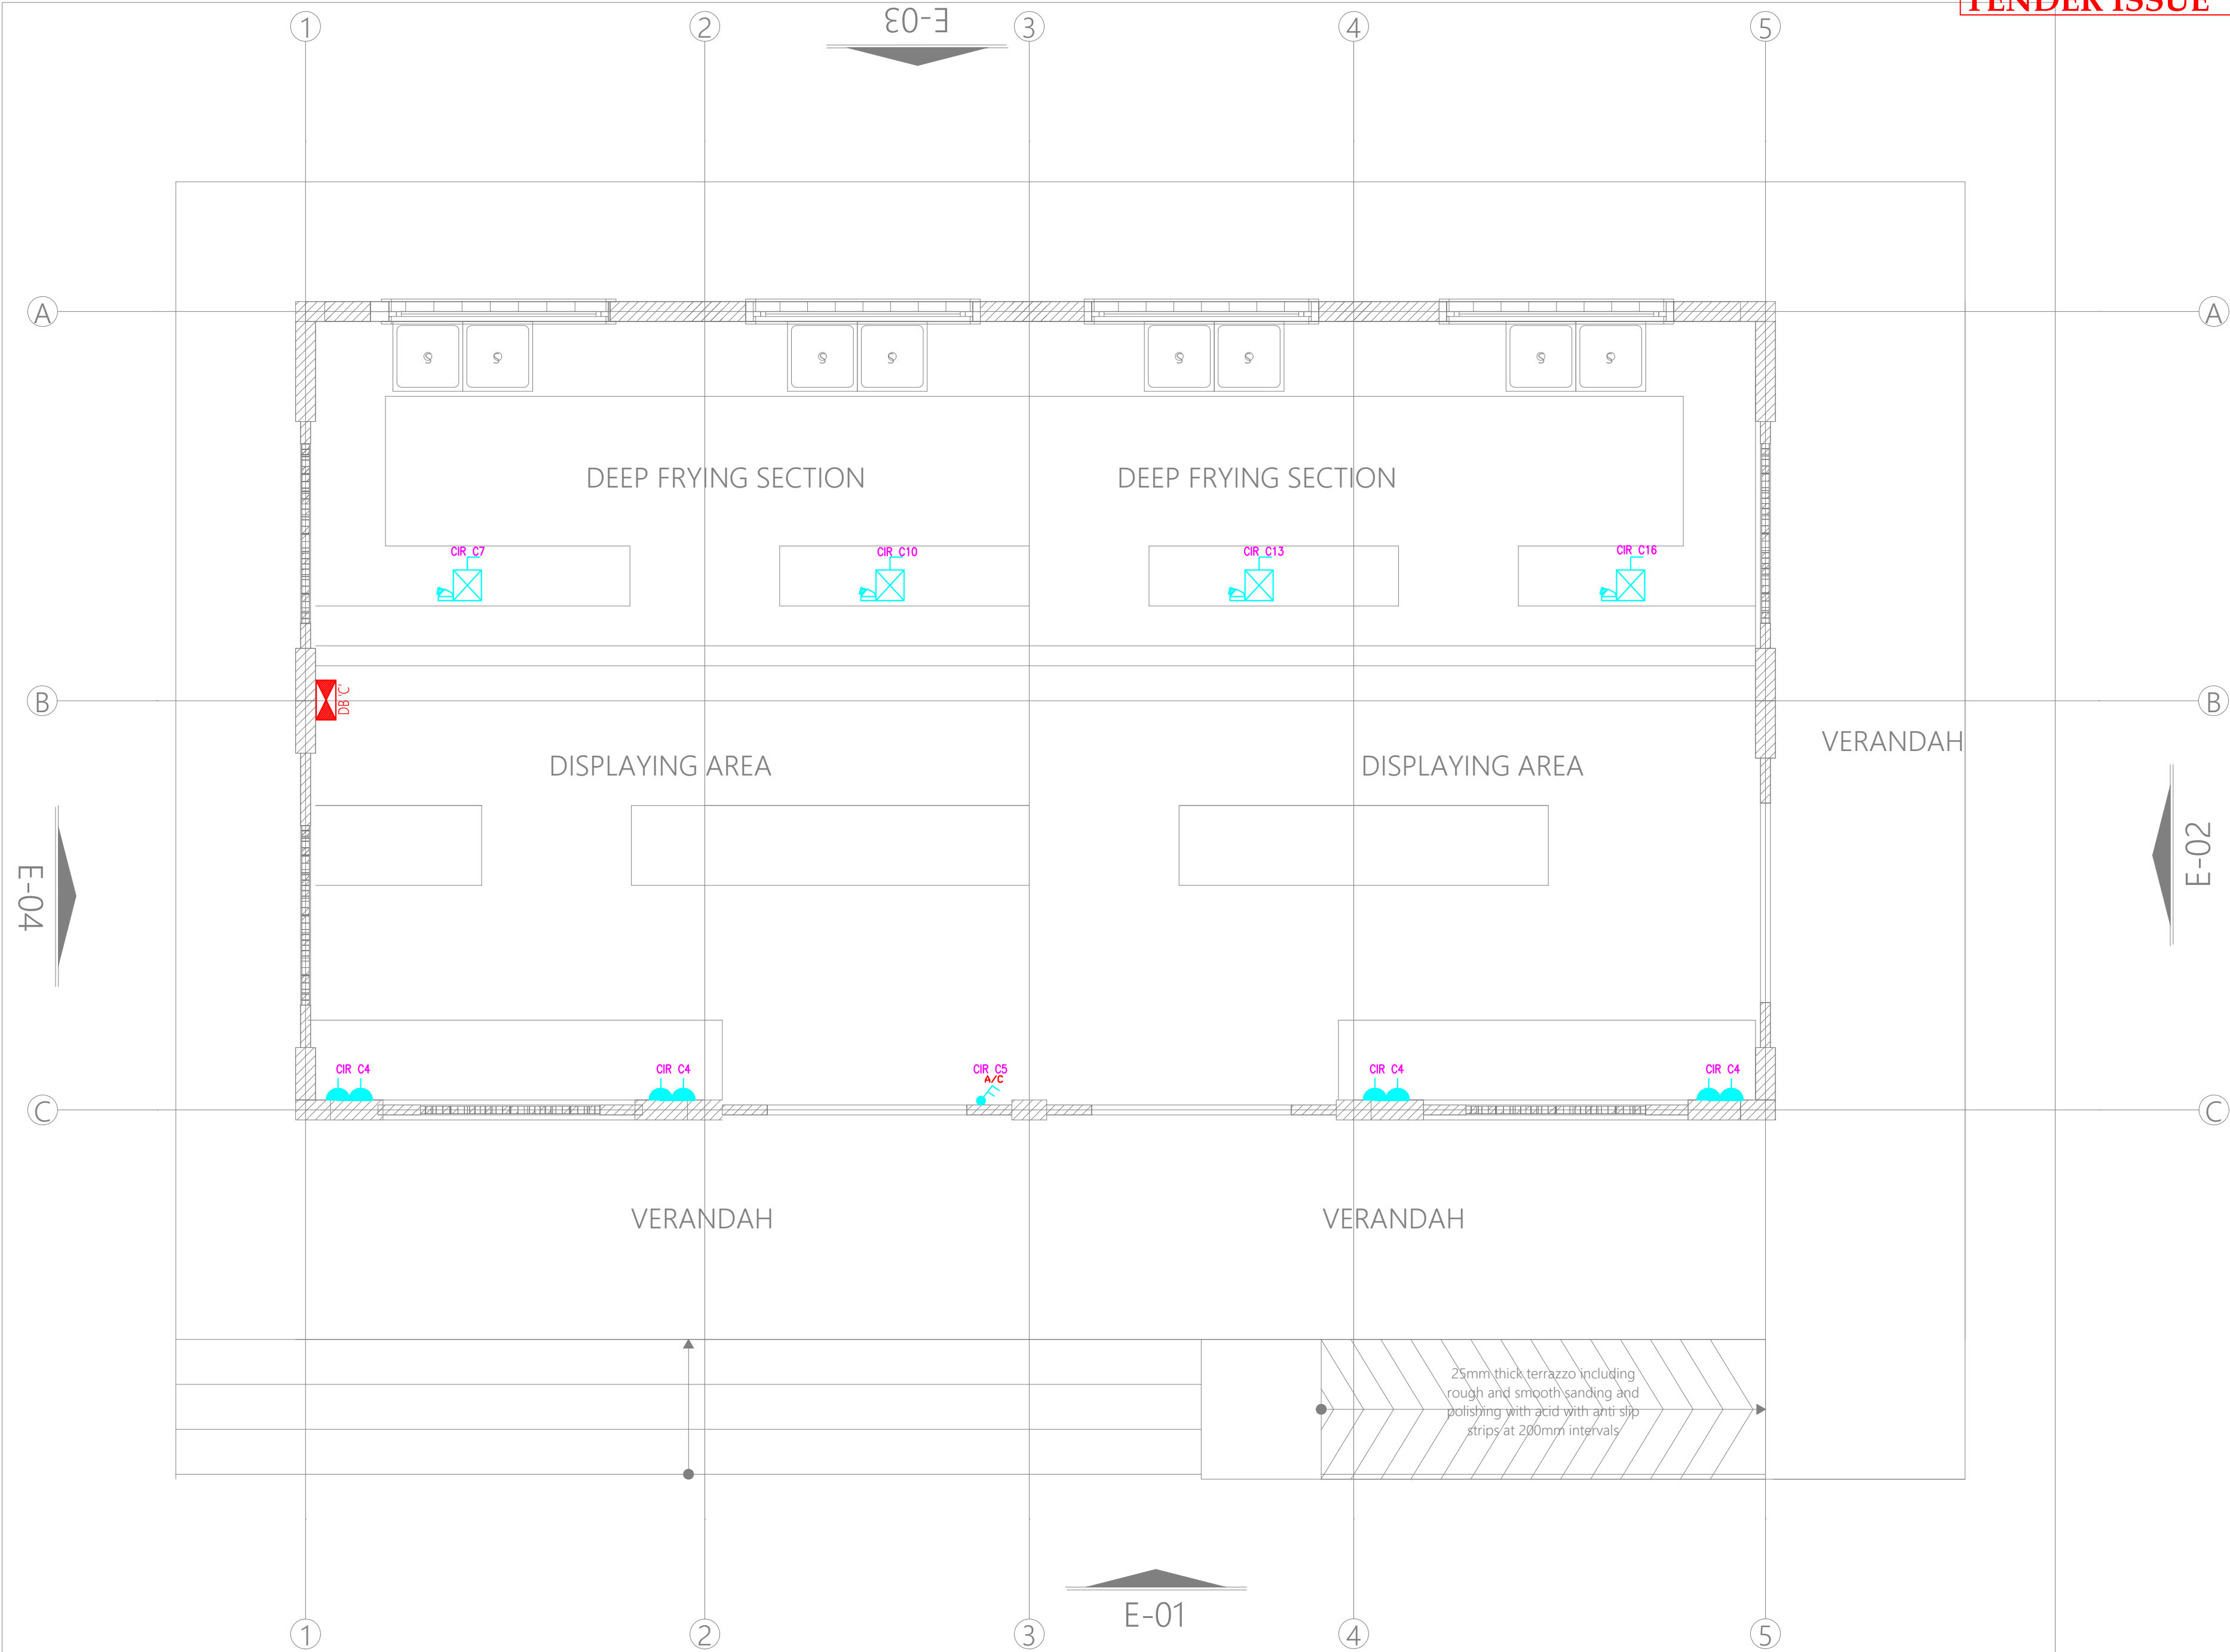 TENDER ISSUE
1
2
E-03
3
4
5
A
A
S
S
S
S
S
S
S
S
DEEP FRYING SECTION
DEEP FRYING SECTION
CIR C7
CIR C10
CIR C13
CIR C16
B
DB 'C'
B
VERANDAH
DISPLAYING AREA
DISPLAYING AREA
E-04
E-02
CIR C4
CIR C4
CIR C5
A/C
CIR C4
CIR C4
C
C
VERANDAH
VERANDAH
25mm thick terrazzo including
rough and smooth sanding and
polishing with acid with anti slip
strips at 200mm intervals
E-01
1
2
3
4
5